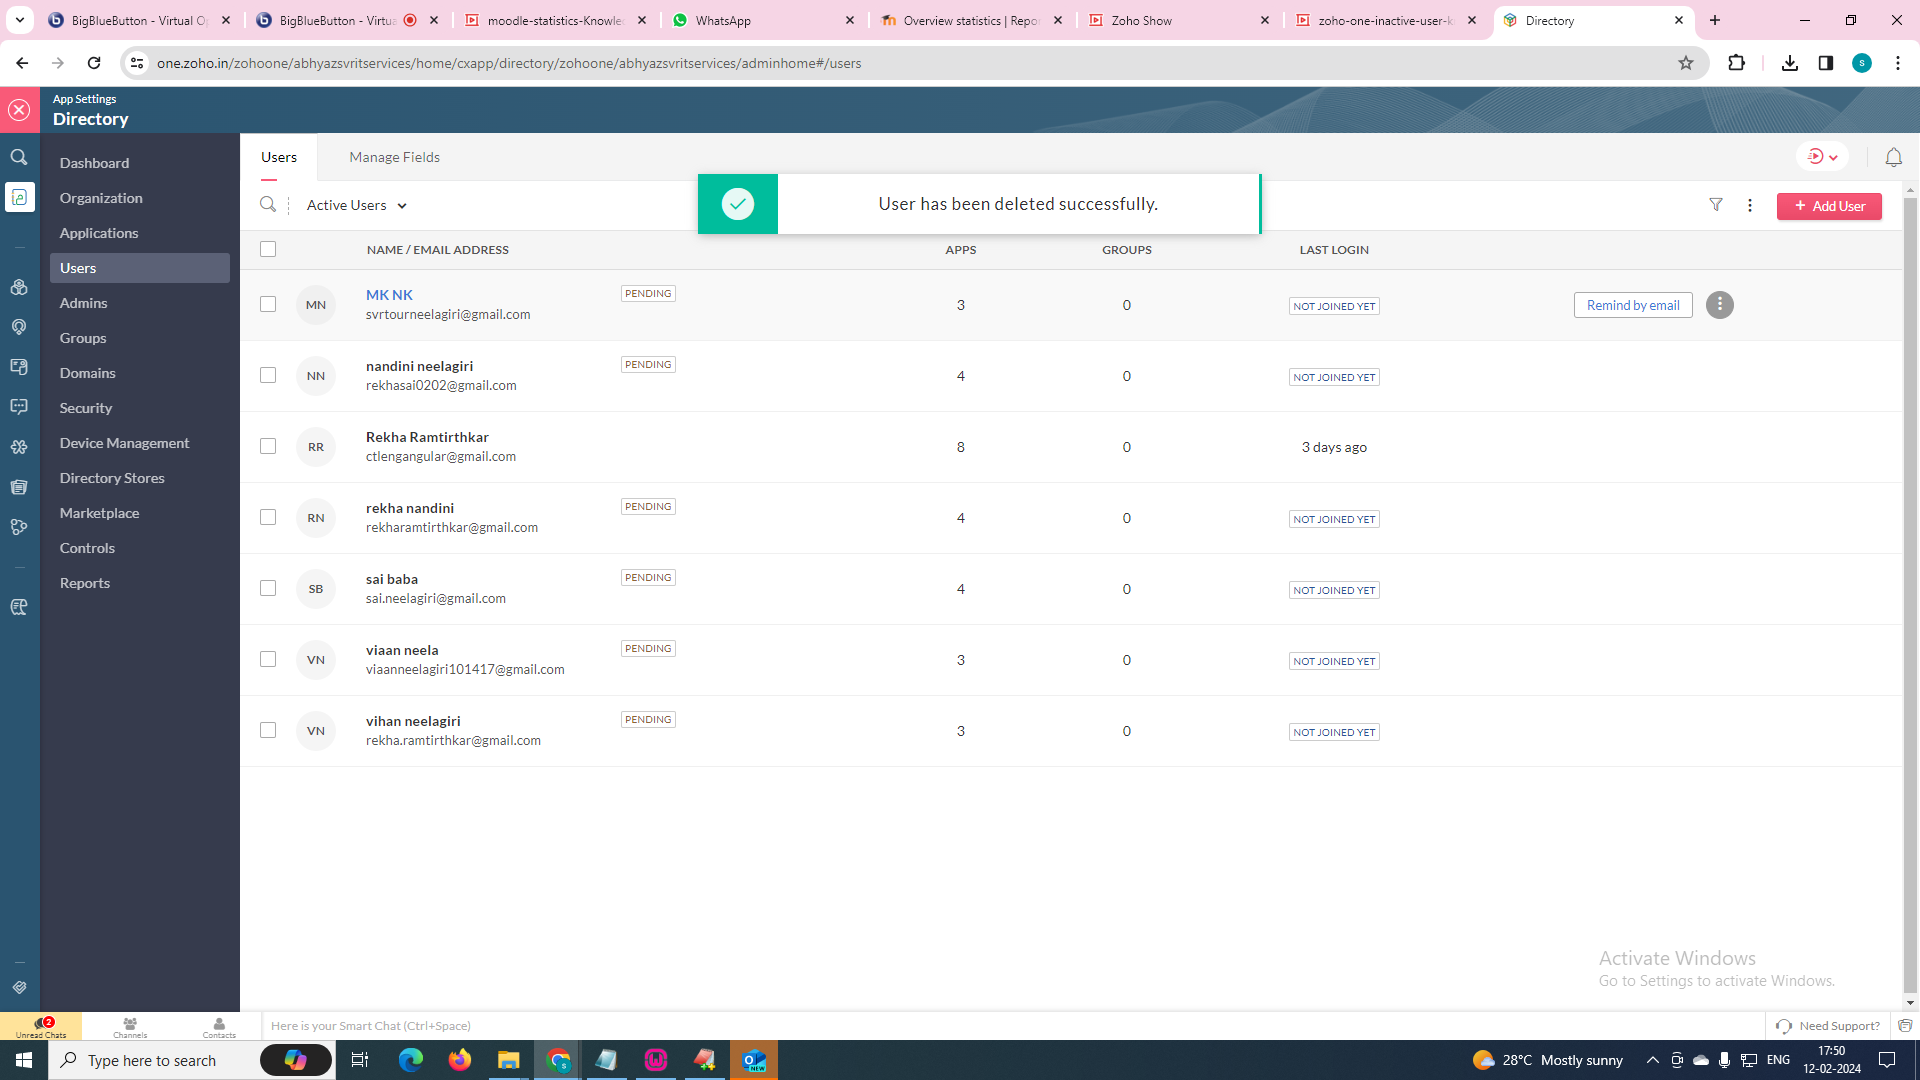 BigBlueButton - Virtual Op
BigBlueButton - Virtua
moodle-statistics-Knowle
WhatsApp
Overview statistics | Repor
Zoho Show
zoho-one-inactive-user-k
Directory
one.zoho.in/zohoone/abhyazsvritservices/home/cxapp/directory/zohoone/abhyazsvritservices/adminhome#/users
S
App Settings
Directory
Dashboard
Organization
Applications
Users
Admins
Groups
Domains
Security
Device Management
Directory Stores
Marketplace
Controls
Reports
Users
Manage Fields
Active Users
User has been deleted successfully.
+ Add User
NAME / EMAIL ADDRESS APPS GROUPS LAST LOGIN
MN MK NK PENDING 3 0 NOT JOINED YET Remind by email
svrtourneelagiri@gmail.com
NN nandini neelagiri PENDING 4 0 NOT JOINED YET
rekhasai0202@gmail.com
RR Rekha Ramtirthkar 8 0 3 days ago
ctlengangular@gmail.com
RN rekha nandini PENDING 4 0 NOT JOINED YET
rekharamtirthkar@gmail.com
SB sai baba PENDING 4 0 NOT JOINED YET
sai.neelagiri@gmail.com
VN viaan neela PENDING 3 0 NOT JOINED YET
viaanneelagiri101417@gmail.com
VN vihan neelagiri PENDING 3 0 NOT JOINED YET
rekha.ramtirthkar@gmail.com
Activate Windows
Go to Settings to activate Windows.
2
Unread Chats
Channels
Contacts
Here is your Smart Chat (Ctrl+Space)
Need Support?
Type here to search
28°C Mostly sunny
ENG
17:50
12-02-2024